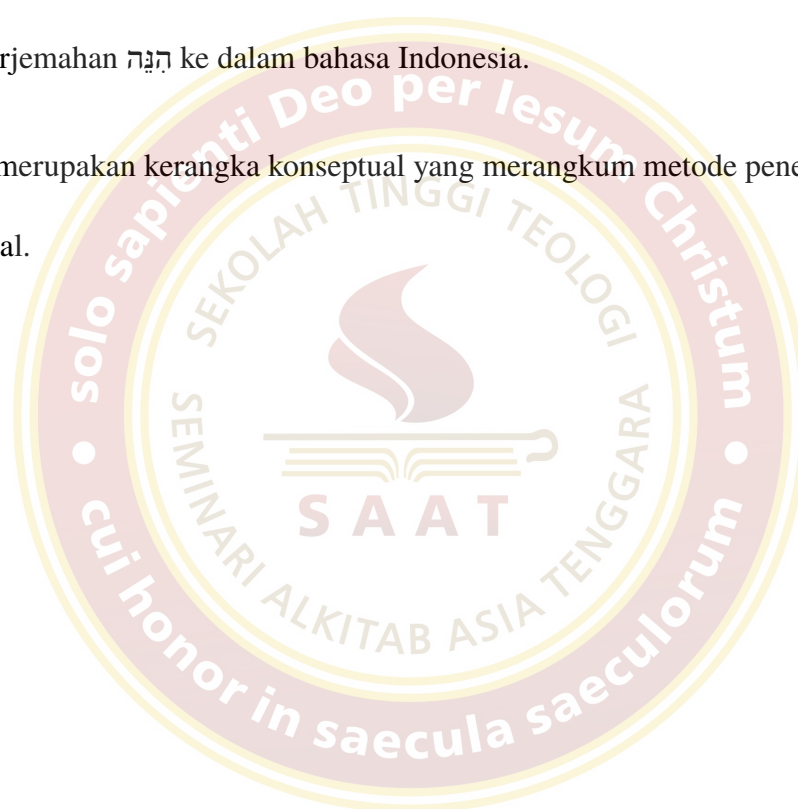 rjemahan הִנֵּה ke dalam bahasa Indonesia.
merupakan kerangka konseptual yang merangkum metode pene
al.
solo sapienti Deo per Iesum Christum
cui honor in saecula saeculorum
SEKOLAH TINGGI TEOLOGI
SEMINARI ALKITAB ASIA TENGGARA
SAAT